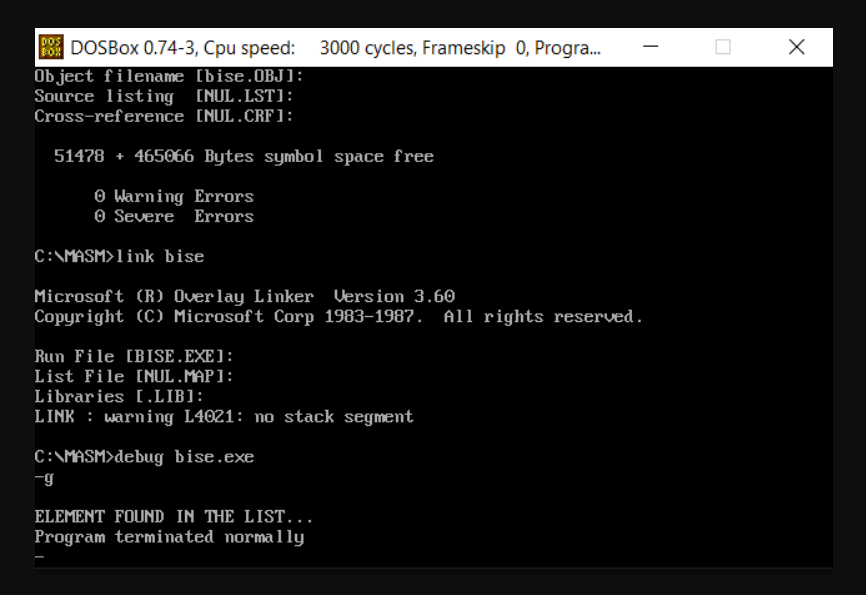 DOS BOX DOSBox 0.74-3, Cpu speed: 3000 cycles, Frameskip 0, Progra...
Object filename [bise.OBJ]:
Source listing [NUL.LST]:
Cross-reference [NUL.CRF]:
51478 + 465066 Bytes symbol space free
0 Warning Errors
0 Severe Errors
C:\MASM>link bise
Microsoft (R) Overlay Linker Version 3.60
Copyright (C) Microsoft Corp 1983-1987. All rights reserved.
Run File [BISE.EXE]:
List File [NUL.MAP]:
Libraries [.LIB]:
LINK : warning L4021: no stack segment
C:\MASM>debug bise.exe
-g
ELEMENT FOUND IN THE LIST...
Program terminated normally
-